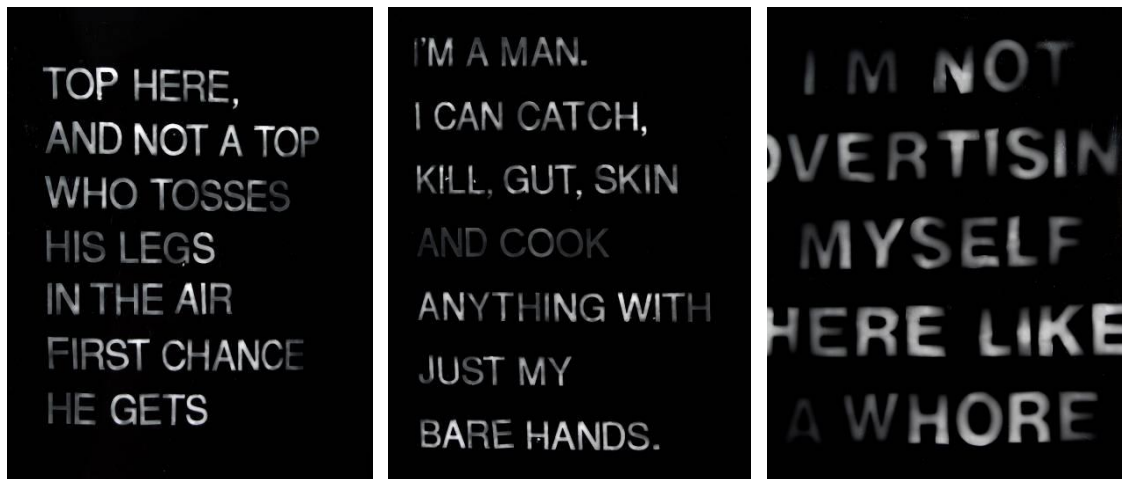 TOP HERE,
AND NOT A TOP
WHO TOSSES
HIS LEGS
IN THE AIR
FIRST CHANCE
HE GETS
I'M A MAN.
I CAN CATCH,
KILL, GUT, SKIN
AND COOK
ANYTHING WITH
JUST MY
BARE HANDS.
I M NOT
DVERTISIN
MYSELF
HERE LIKE
A WHORE